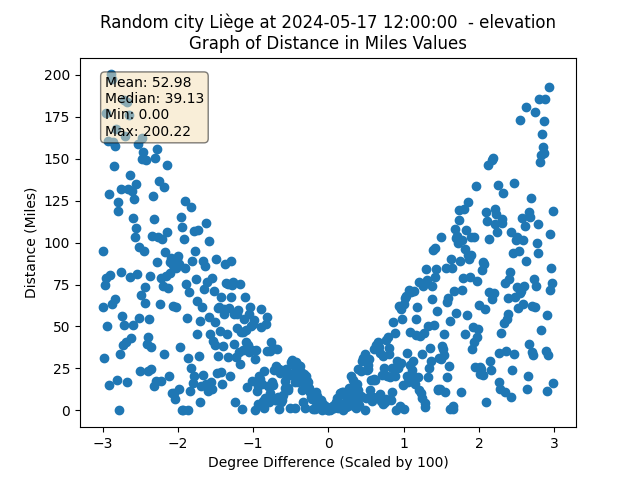 Random city Liège at 2024-05-17 12:00:00  - elevation
Graph of Distance in Miles Values
200
175
150
125
100
75
50
25
0
Mean: 52.98
Median: 39.13
Min: 0.00
Max: 200.22
Distance (Miles)
−3
−2
−1
0
1
2
3
Degree Difference (Scaled by 100)